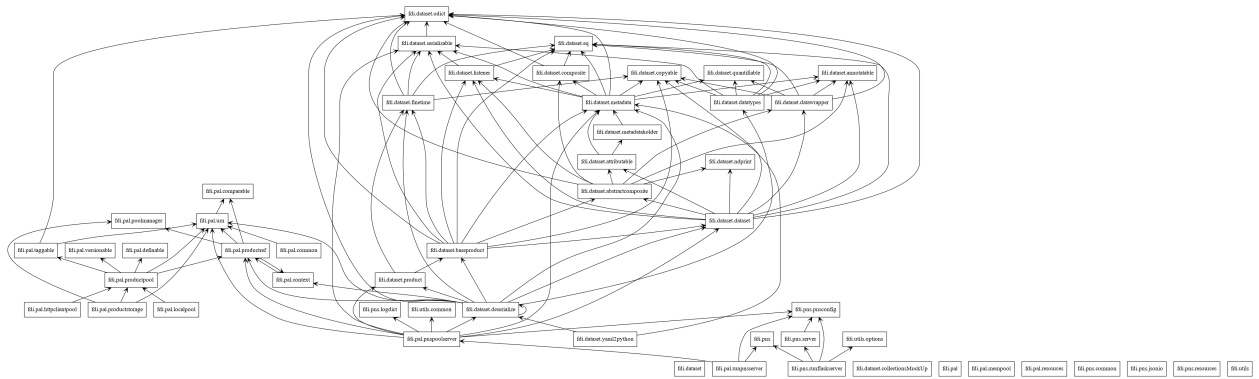 fdi.dataset.odict
fdi.dataset.serializable
fdi.dataset.eq
fdi.dataset.listener
fdi.dataset.composite
fdi.dataset.copyable
fdi.dataset.quantifiable
fdi.dataset.annotatable
fdi.dataset.finetime
fdi.dataset.metadata
fdi.dataset.datatypes
fdi.dataset.datawrapper
fdi.dataset.metadataholder
fdi.dataset.attributable
fdi.dataset.ndprint
fdi.pal.comparable
fdi.dataset.abstractcomposite
fdi.pal.poolmanager
fdi.pal.urn
fdi.dataset.dataset
fdi.pal.taggable
fdi.pal.versionable
fdi.pal.definable
fdi.pal.productref
fdi.pal.common
fdi.dataset.baseproduct
fdi.pal.productpool
fdi.pal.context
fdi.dataset.product
fdi.pal.httpclientpool
fdi.pal.productstorage
fdi.pal.localpool
fdi.pns.logdict
fdi.utils.common
fdi.dataset.deserialize
fdi.pns.pnsconfig
fdi.pal.pnspoolserver
fdi.dataset.yaml2python
fdi.pns
fdi.pns.server
fdi.utils.options
fdi.dataset
fdi.pal.runpnsserver
fdi.pns.runflaskserver
fdi.dataset.collectionsMockUp
fdi.pal
fdi.pal.mempool
fdi.pal.resources
fdi.pns.common
fdi.pns.jsonio
fdi.pns.resources
fdi.utils